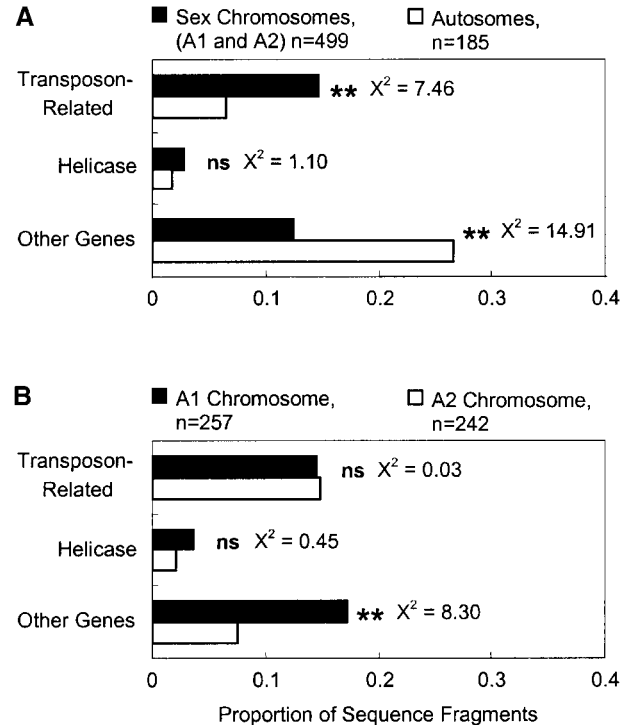 A
Sex Chromosomes, (A1 and A2) n=499
Autosomes, n=185
Transposon-Related
** X² = 7.46
Helicase
ns X² = 1.10
Other Genes
** X² = 14.91
0 0.1 0.2 0.3 0.4
B
A1 Chromosome, n=257
A2 Chromosome, n=242
Transposon-Related
ns X² = 0.03
Helicase
ns X² = 0.45
Other Genes
** X² = 8.30
0 0.1 0.2 0.3 0.4
Proportion of Sequence Fragments